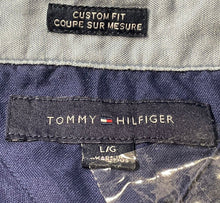 CUSTOM FIT
COUPE SUR MESURE
TOMMY HILFIGER
L/G